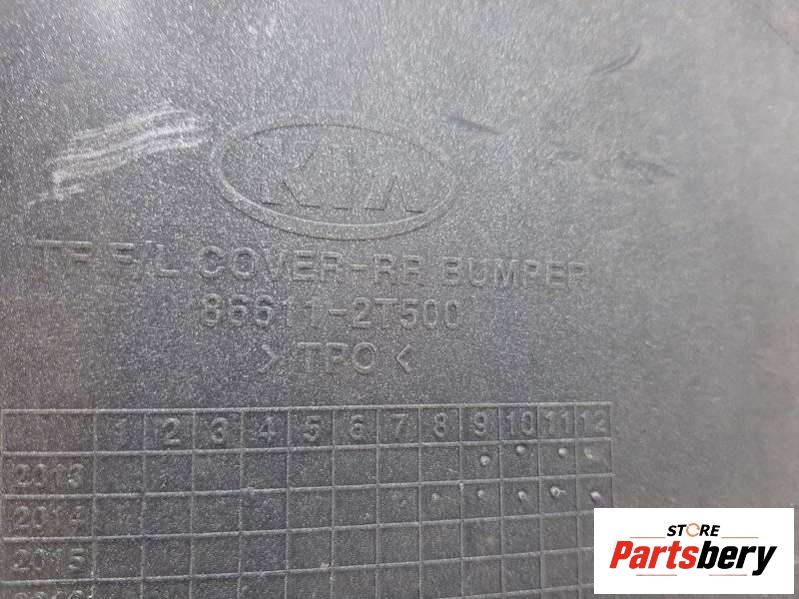 KIA
TF F/L COVER-RR BUMPER
86611-2T500
> TPO <
1 2 3 4 5 6 7 8 9 10 11 12
2013
2014
2015
STORE
Partsbery